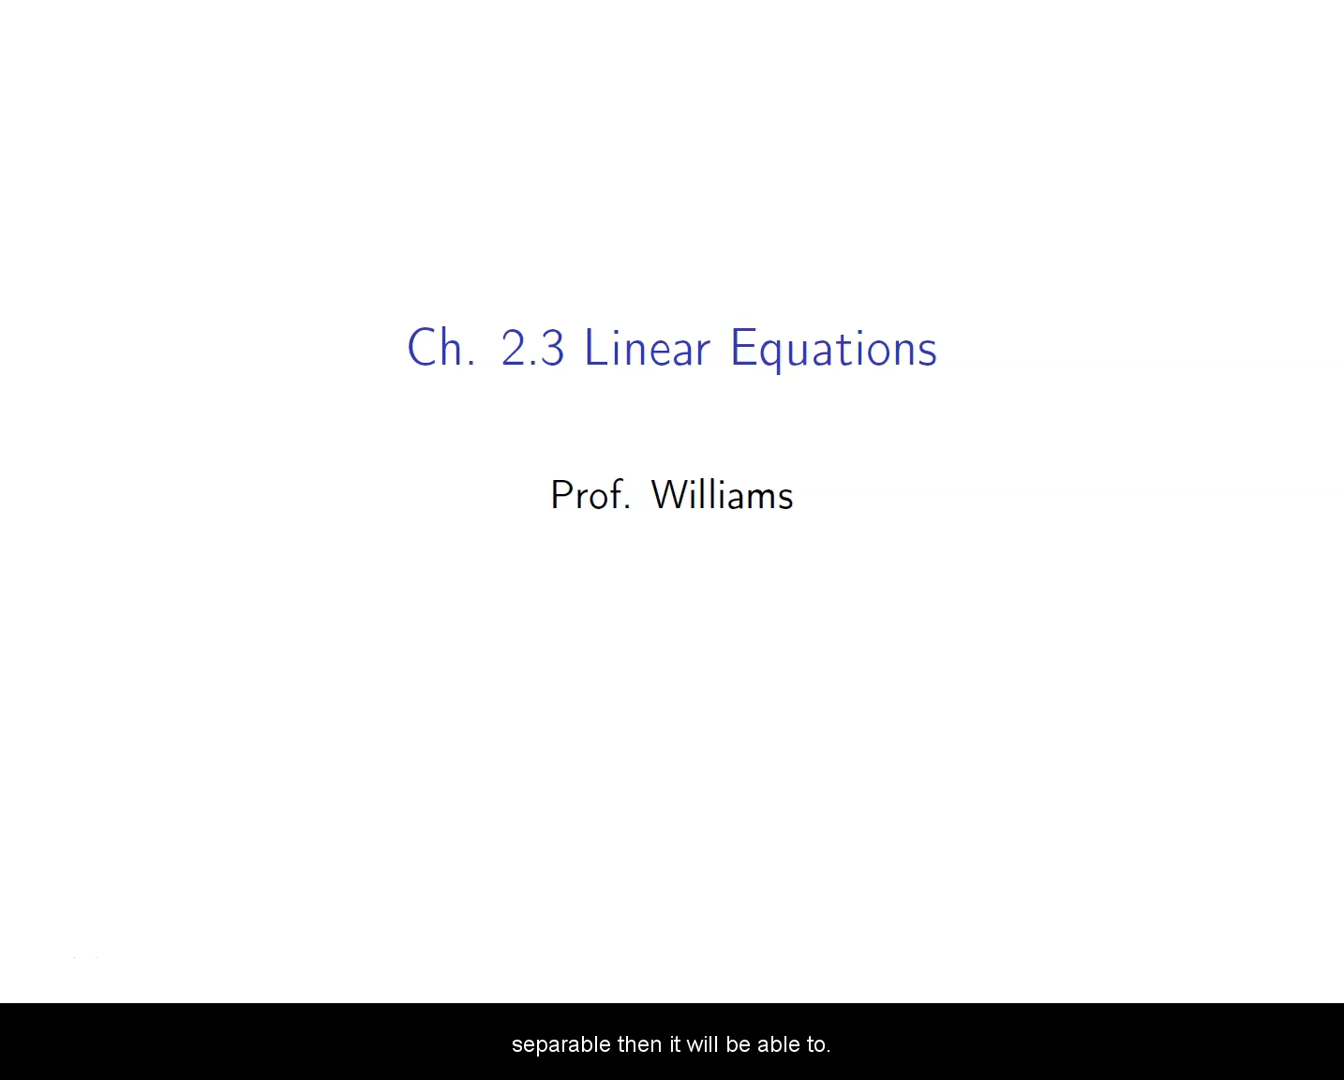 Ch. 2.3 Linear Equations
Prof. Williams
separable then it will be able to.